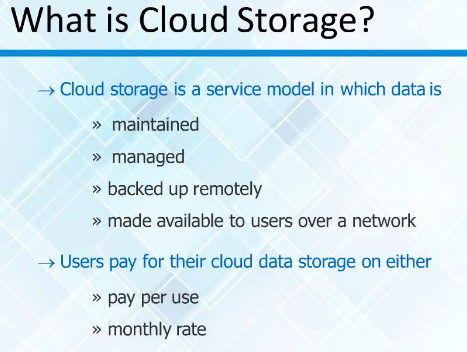 What is Cloud Storage?
→ Cloud storage is a service model in which data is
» maintained
» managed
» backed up remotely
» made available to users over a network
→ Users pay for their cloud data storage on either
» pay per use
» monthly rate